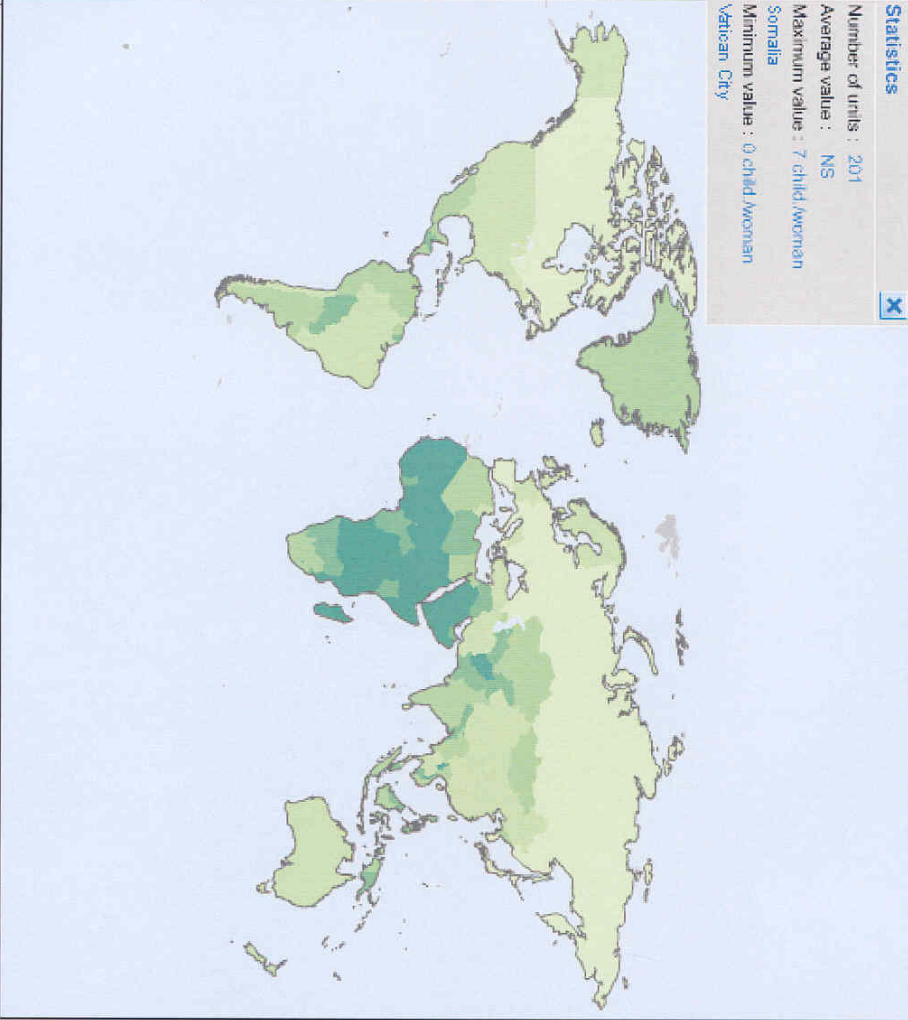 Statistics
Number of units : 201
Average value : NS
Maximum value : 7 child./woman
Somalia
Minimum value : 0 child./woman
Vatican City